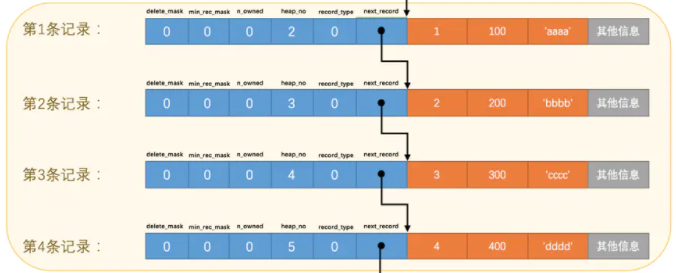 delete_mask min_rec_mask n_owned heap_no record_type next_record
第1条记录： 0 0 0 2 0 1 100 'aaaa' 其他信息
delete_mask min_rec_mask n_owned heap_no record_type next_record
第2条记录： 0 0 0 3 0 2 200 'bbbb' 其他信息
delete_mask min_rec_mask n_owned heap_no record_type next_record
第3条记录： 0 0 0 4 0 3 300 'cccc' 其他信息
delete_mask min_rec_mask n_owned heap_no record_type next_record
第4条记录： 0 0 0 5 0 4 400 'dddd' 其他信息